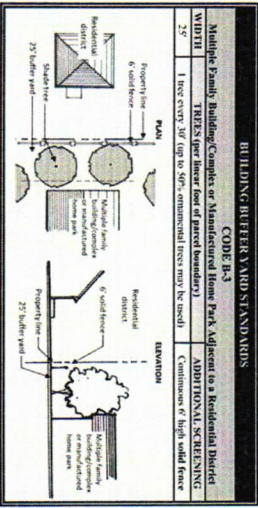 BUILDING BUFFER YARD STANDARDS
CODE B-3
Multiple Family Building/Complex or Manufactured Home Park Adjacent to a Residential District
WIDTH
TREES (per linear foot of parcel boundary)
ADDITIONAL SCREENING
25'
1 tree every 30' (up to 50% ornamental trees may be used)
Continuous 6' high solid fence
PLAN
Residential
district
Property line
6' solid fence
Shade tree
25' buffer yard
Multiple family
building/complex
or manufactured
home park
ELEVATION
Residential
district
6' solid fence
Property line
25' buffer yard
Multiple family
building/complex
or manufactured
home park